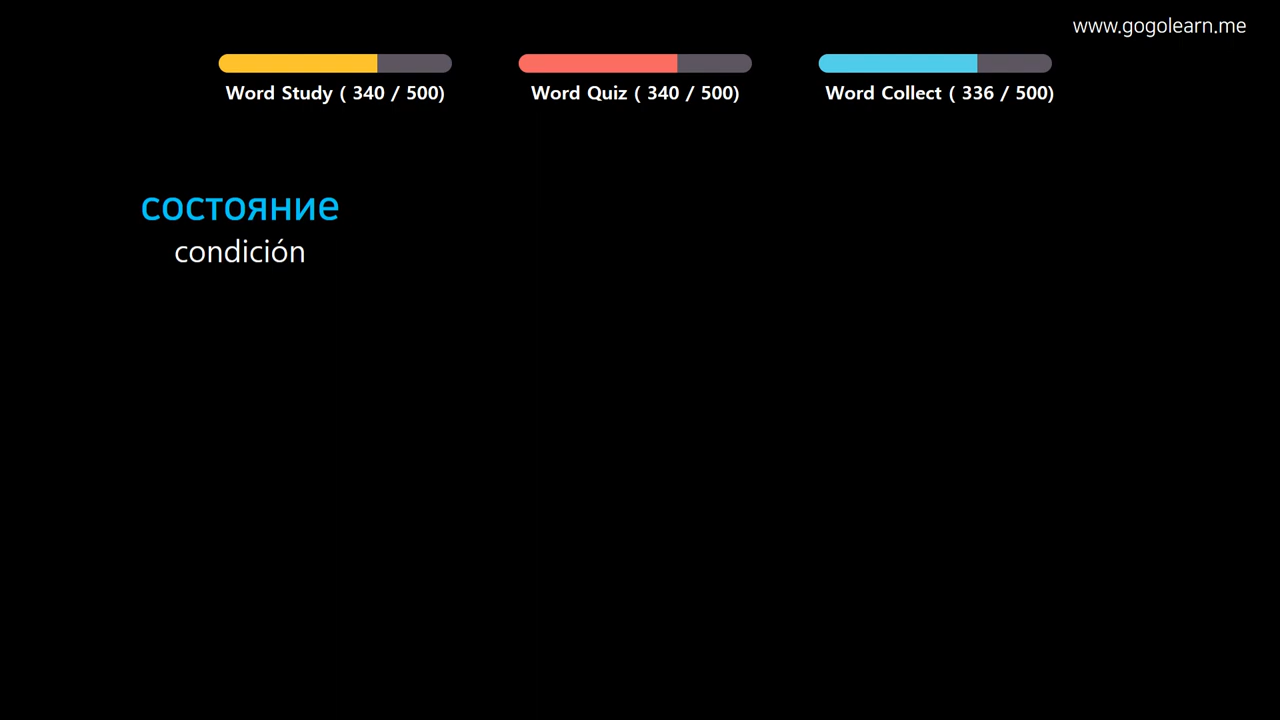 www.gogolearn.me
Word Study ( 340 / 500)
Word Quiz ( 340 / 500)
Word Collect ( 336 / 500)
состояние
condición